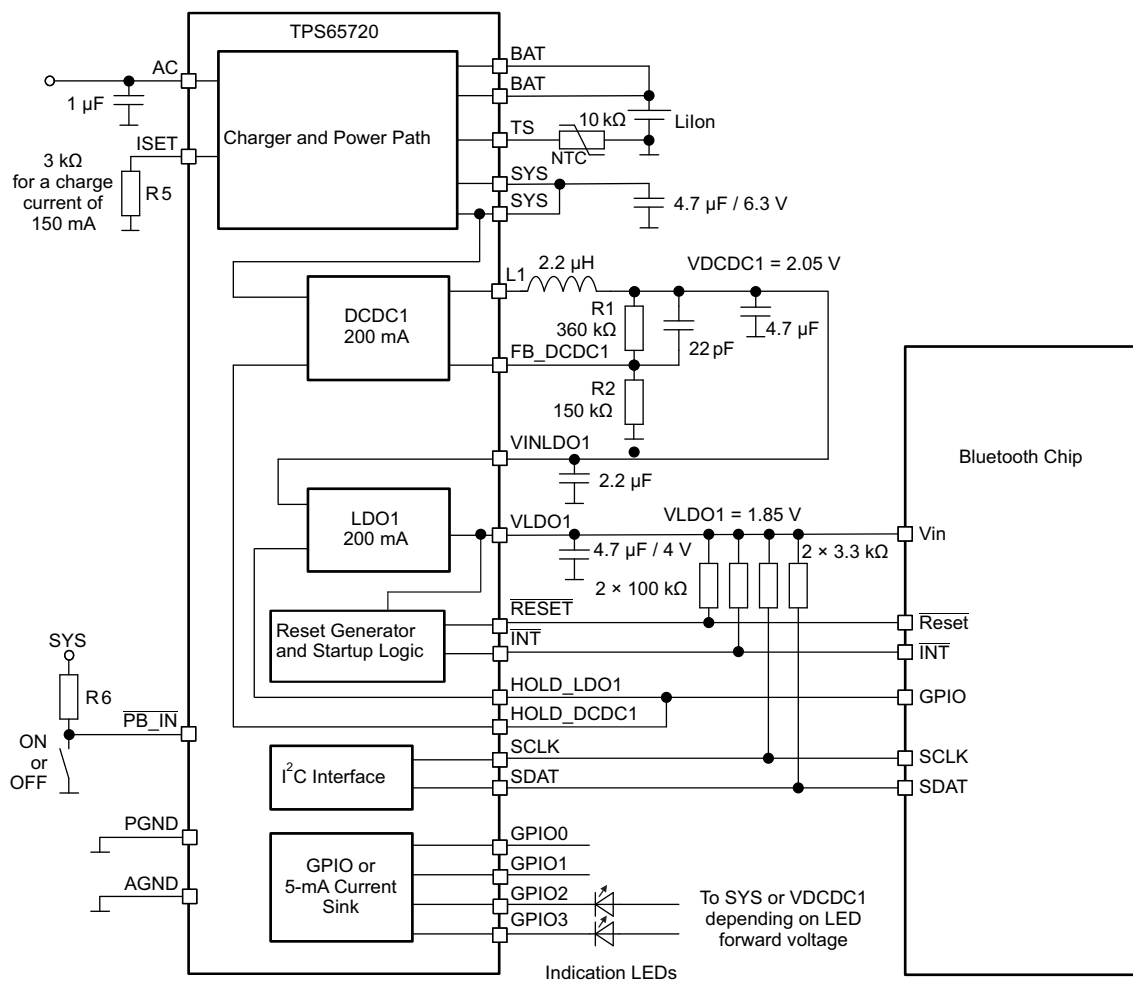 TPS65720
AC
1 µF
ISET
3 kΩ
for a charge
current of
150 mA
R5
Charger and Power Path
BAT
BAT
TS
10 kΩ
NTC
LiIon
SYS
SYS
4.7 µF / 6.3 V
L1
2.2 µH
VDCDC1 = 2.05 V
DCDC1
200 mA
R1
360 kΩ
22 pF
4.7 µF
FB_DCDC1
R2
150 kΩ
VINLDO1
2.2 µF
Bluetooth Chip
LDO1
200 mA
VLDO1
VLDO1 = 1.85 V
Vin
4.7 µF / 4 V
2 × 3.3 kΩ
2 × 100 kΩ
RESET
Reset
Reset Generator
and Startup Logic
INT
INT
SYS
R6
HOLD_LDO1
GPIO
PB_IN
HOLD_DCDC1
ON
or
OFF
I²C Interface
SCLK
SCLK
SDAT
SDAT
PGND
AGND
GPIO or
5-mA Current
Sink
GPIO0
GPIO1
GPIO2
GPIO3
To SYS or VDCDC1
depending on LED
forward voltage
Indication LEDs